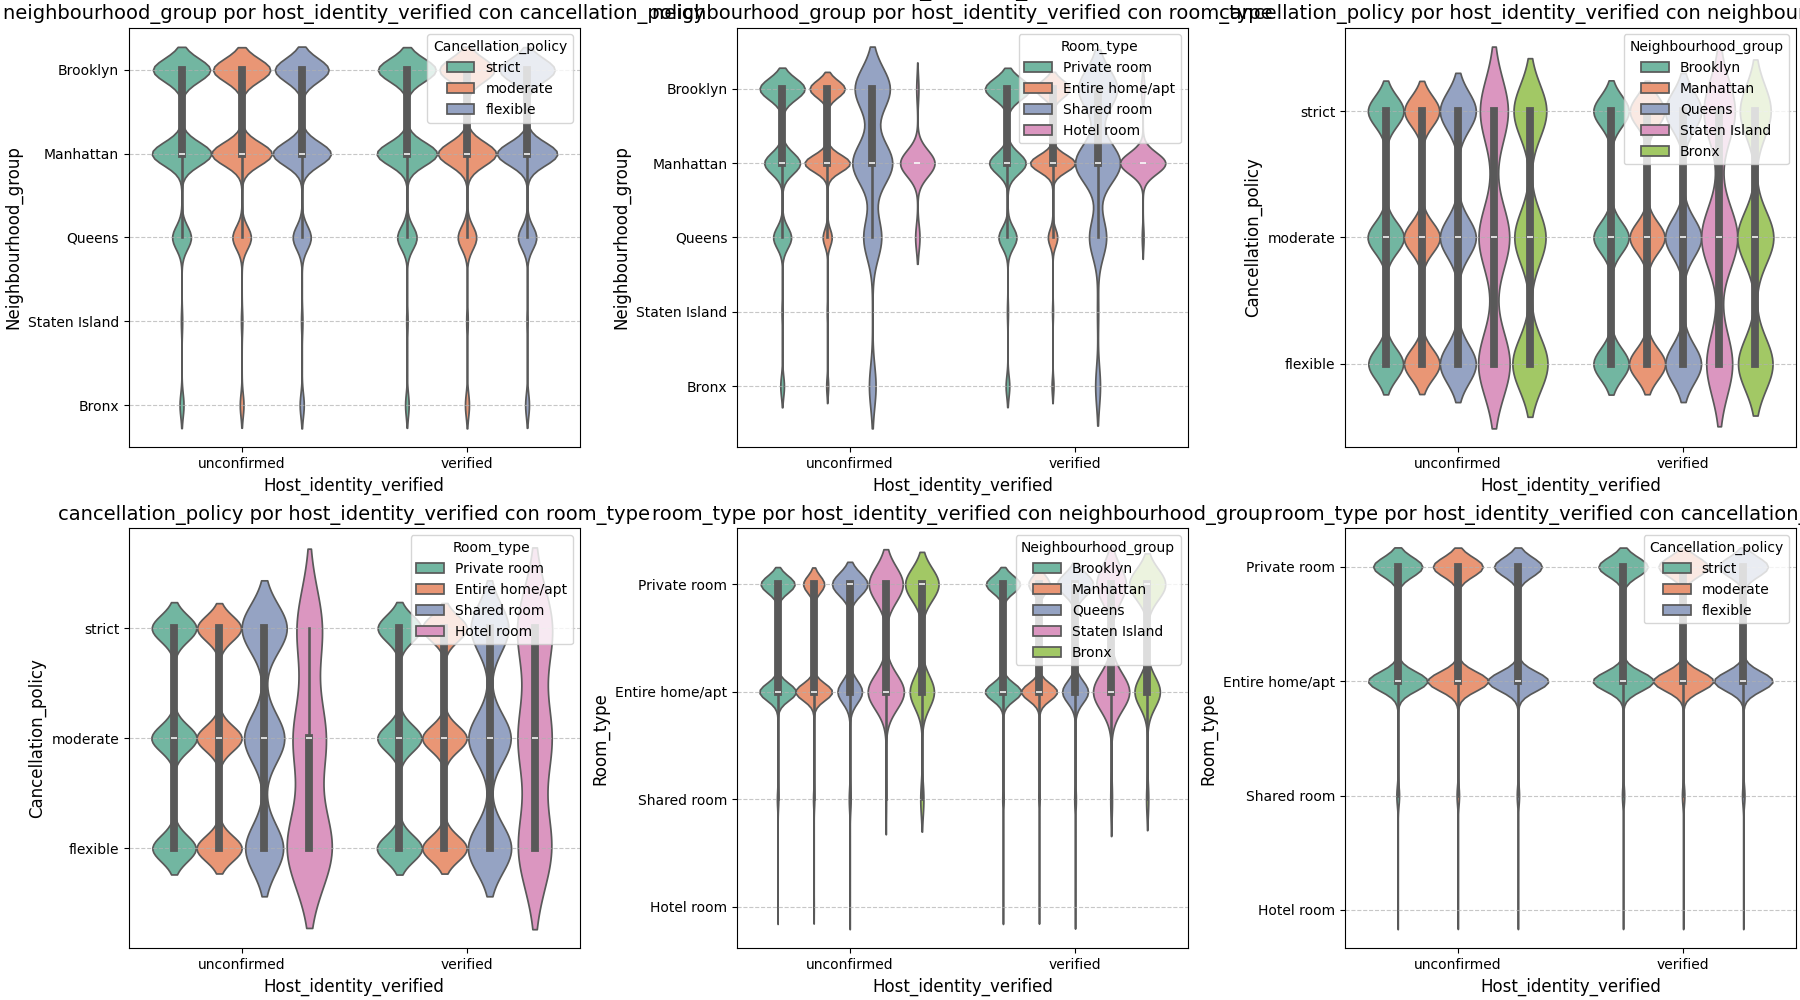 neighbourhood_group por host_identity_verified con cancellation_policy
Cancellation_policy
strict
moderate
flexible
Brooklyn
Manhattan
Queens
Staten Island
Bronx
Neighbourhood_group
unconfirmed
verified
Host_identity_verified
neighbourhood_group por host_identity_verified con room_type
Room_type
Private room
Entire home/apt
Shared room
Hotel room
Brooklyn
Manhattan
Queens
Staten Island
Bronx
Neighbourhood_group
unconfirmed
verified
Host_identity_verified
cancellation_policy por host_identity_verified con neighbour
Neighbourhood_group
Brooklyn
Manhattan
Queens
Staten Island
Bronx
strict
moderate
flexible
Cancellation_policy
unconfirmed
verified
Host_identity_verified
cancellation_policy por host_identity_verified con room_type
Room_type
Private room
Entire home/apt
Shared room
Hotel room
strict
moderate
flexible
Cancellation_policy
unconfirmed
verified
Host_identity_verified
room_type por host_identity_verified con neighbourhood_group
Neighbourhood_group
Brooklyn
Manhattan
Queens
Staten Island
Bronx
Private room
Entire home/apt
Shared room
Hotel room
Room_type
unconfirmed
verified
Host_identity_verified
room_type por host_identity_verified con cancellation_
Cancellation_policy
strict
moderate
flexible
Private room
Entire home/apt
Shared room
Hotel room
Room_type
unconfirmed
verified
Host_identity_verified